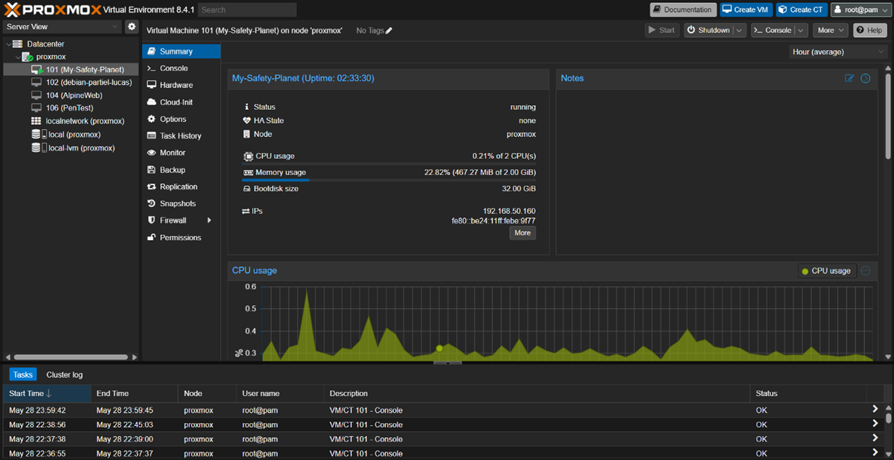 PROXMOX Virtual Environment 8.4.1 Search Documentation Create VM Create CT root@pam
Server View
Virtual Machine 101 (My-Safety-Planet) on node 'proxmox' No Tags Start Shutdown >_ Console More Help
Datacenter
proxmox
101 (My-Safety-Planet)
102 (debian-partiel-lucas)
104 (AlpineWeb)
106 (PenTest)
localnetwork (proxmox)
local (proxmox)
local-lvm (proxmox)
Summary
>_ Console
Hardware
Cloud-Init
Options
Task History
Monitor
Backup
Replication
Snapshots
Firewall
Permissions
Hour (average)
My-Safety-Planet (Uptime: 02:33:30)
Status running
HA State none
Node proxmox
CPU usage 0.21% of 2 CPU(s)
Memory usage 22.82% (467.27 MiB of 2.00 GiB)
Bootdisk size 32.00 GiB
IPs 192.168.50.160
fe80::be24:11ff:febe:9f77
More
Notes
CPU usage CPU usage
0.6
0.5
0.4
% 0.3
Tasks Cluster log
Start Time End Time Node User name Description Status
May 28 23:59:42 May 28 23:59:45 proxmox root@pam VM/CT 101 - Console OK
May 28 22:38:56 May 28 22:45:03 proxmox root@pam VM/CT 101 - Console OK
May 28 22:37:38 May 28 22:39:00 proxmox root@pam VM/CT 101 - Console OK
May 28 22:36:55 May 28 22:37:37 proxmox root@pam VM/CT 101 - Console OK